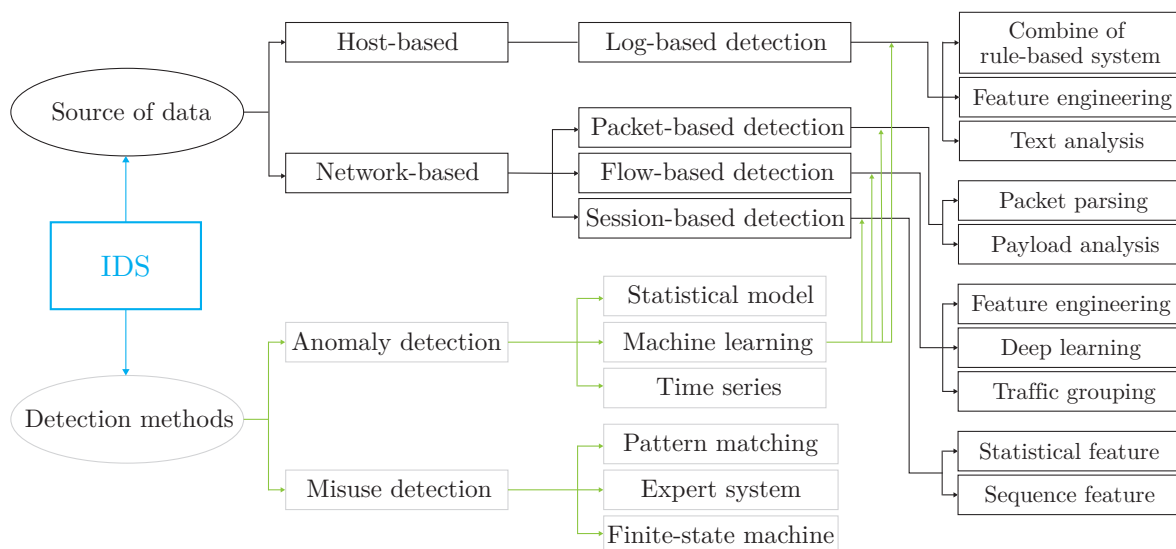 Source of data
IDS
Detection methods
Host-based
Network-based
Anomaly detection
Misuse detection
Log-based detection
Packet-based detection
Flow-based detection
Session-based detection
Statistical model
Machine learning
Time series
Pattern matching
Expert system
Finite-state machine
Combine of
rule-based system
Feature engineering
Text analysis
Packet parsing
Payload analysis
Feature engineering
Deep learning
Traffic grouping
Statistical feature
Sequence feature